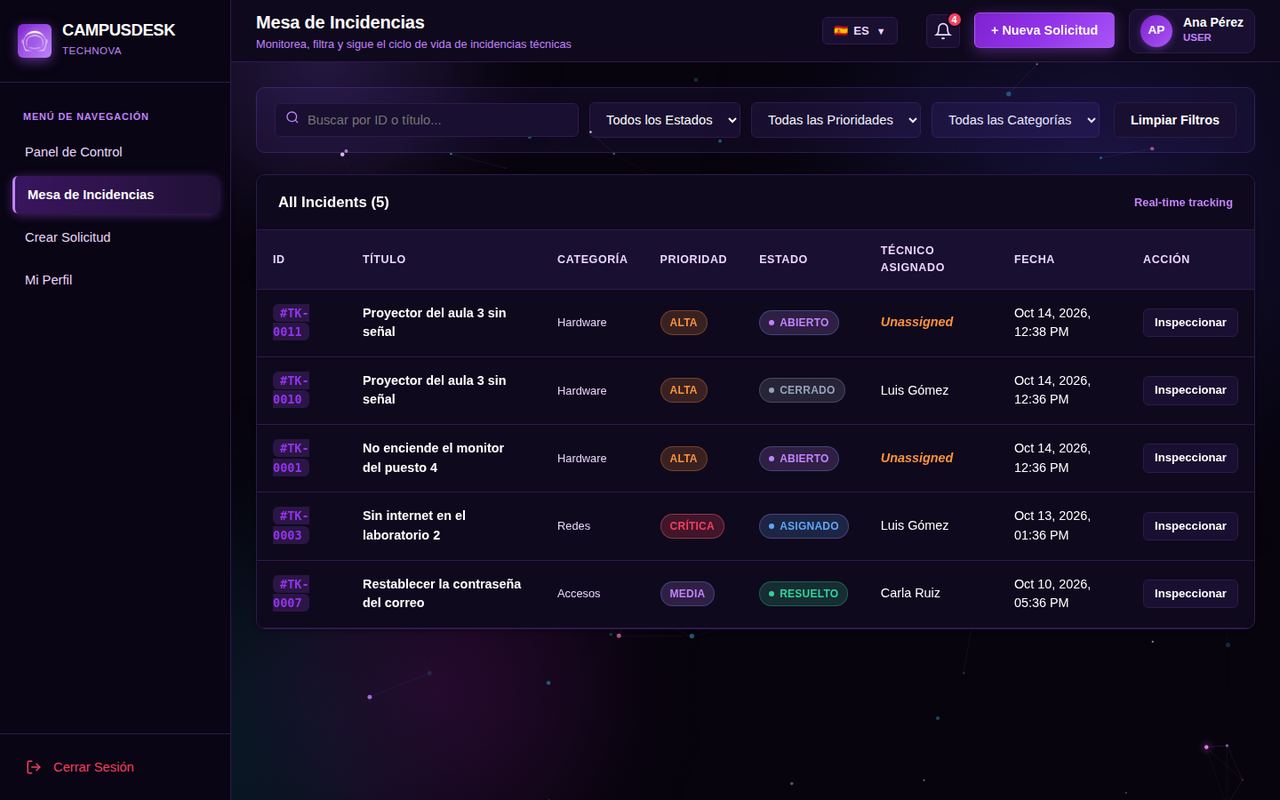 CAMPUSDESK
TECHNOVA
MENÚ DE NAVEGACIÓN
Panel de Control
Mesa de Incidencias
Crear Solicitud
Mi Perfil
Cerrar Sesión
Mesa de Incidencias
Monitorea, filtra y sigue el ciclo de vida de incidencias técnicas
🇪🇸 ES ▼
4
+ Nueva Solicitud
AP
Ana Pérez
USER
Buscar por ID o título...
Todos los Estados
Todas las Prioridades
Todas las Categorías
Limpiar Filtros
All Incidents (5)
Real-time tracking
ID
TÍTULO
CATEGORÍA
PRIORIDAD
ESTADO
TÉCNICO
ASIGNADO
FECHA
ACCIÓN
#TK-
0011
Proyector del aula 3 sin
señal
Hardware
ALTA
ABIERTO
Unassigned
Oct 14, 2026,
12:38 PM
Inspeccionar
#TK-
0010
Proyector del aula 3 sin
señal
Hardware
ALTA
CERRADO
Luis Gómez
Oct 14, 2026,
12:36 PM
Inspeccionar
#TK-
0001
No enciende el monitor
del puesto 4
Hardware
ALTA
ABIERTO
Unassigned
Oct 14, 2026,
12:36 PM
Inspeccionar
#TK-
0003
Sin internet en el
laboratorio 2
Redes
CRÍTICA
ASIGNADO
Luis Gómez
Oct 13, 2026,
01:36 PM
Inspeccionar
#TK-
0007
Restablecer la contraseña
del correo
Accesos
MEDIA
RESUELTO
Carla Ruiz
Oct 10, 2026,
05:36 PM
Inspeccionar